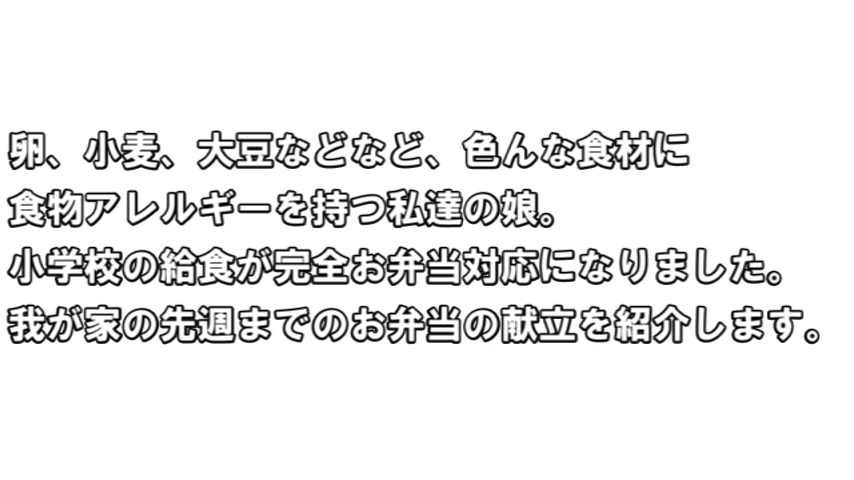 卵、小麦、大豆などなど、色んな食材に
食物アレルギーを持つ私達の娘。
小学校の給食が完全お弁当対応になりました。
我が家の先週までのお弁当の献立を紹介します。